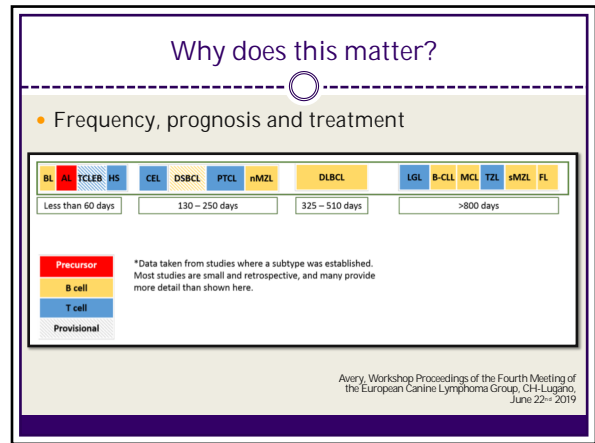 Why does this matter?
• Frequency, prognosis and treatment
BL AL TCLEB HS CEL DSBCL PTCL nMZL DLBCL LGL B-CLL MCL TZL sMZL FL
Less than 60 days 130 – 250 days 325 – 510 days >800 days
Precursor
B cell
T cell
Provisional
*Data taken from studies where a subtype was established.
Most studies are small and retrospective, and many provide
more detail than shown here.
Avery, Workshop Proceedings of the Fourth Meeting of
the European Canine Lymphoma Group, CH-Lugano,
June 22nd 2019